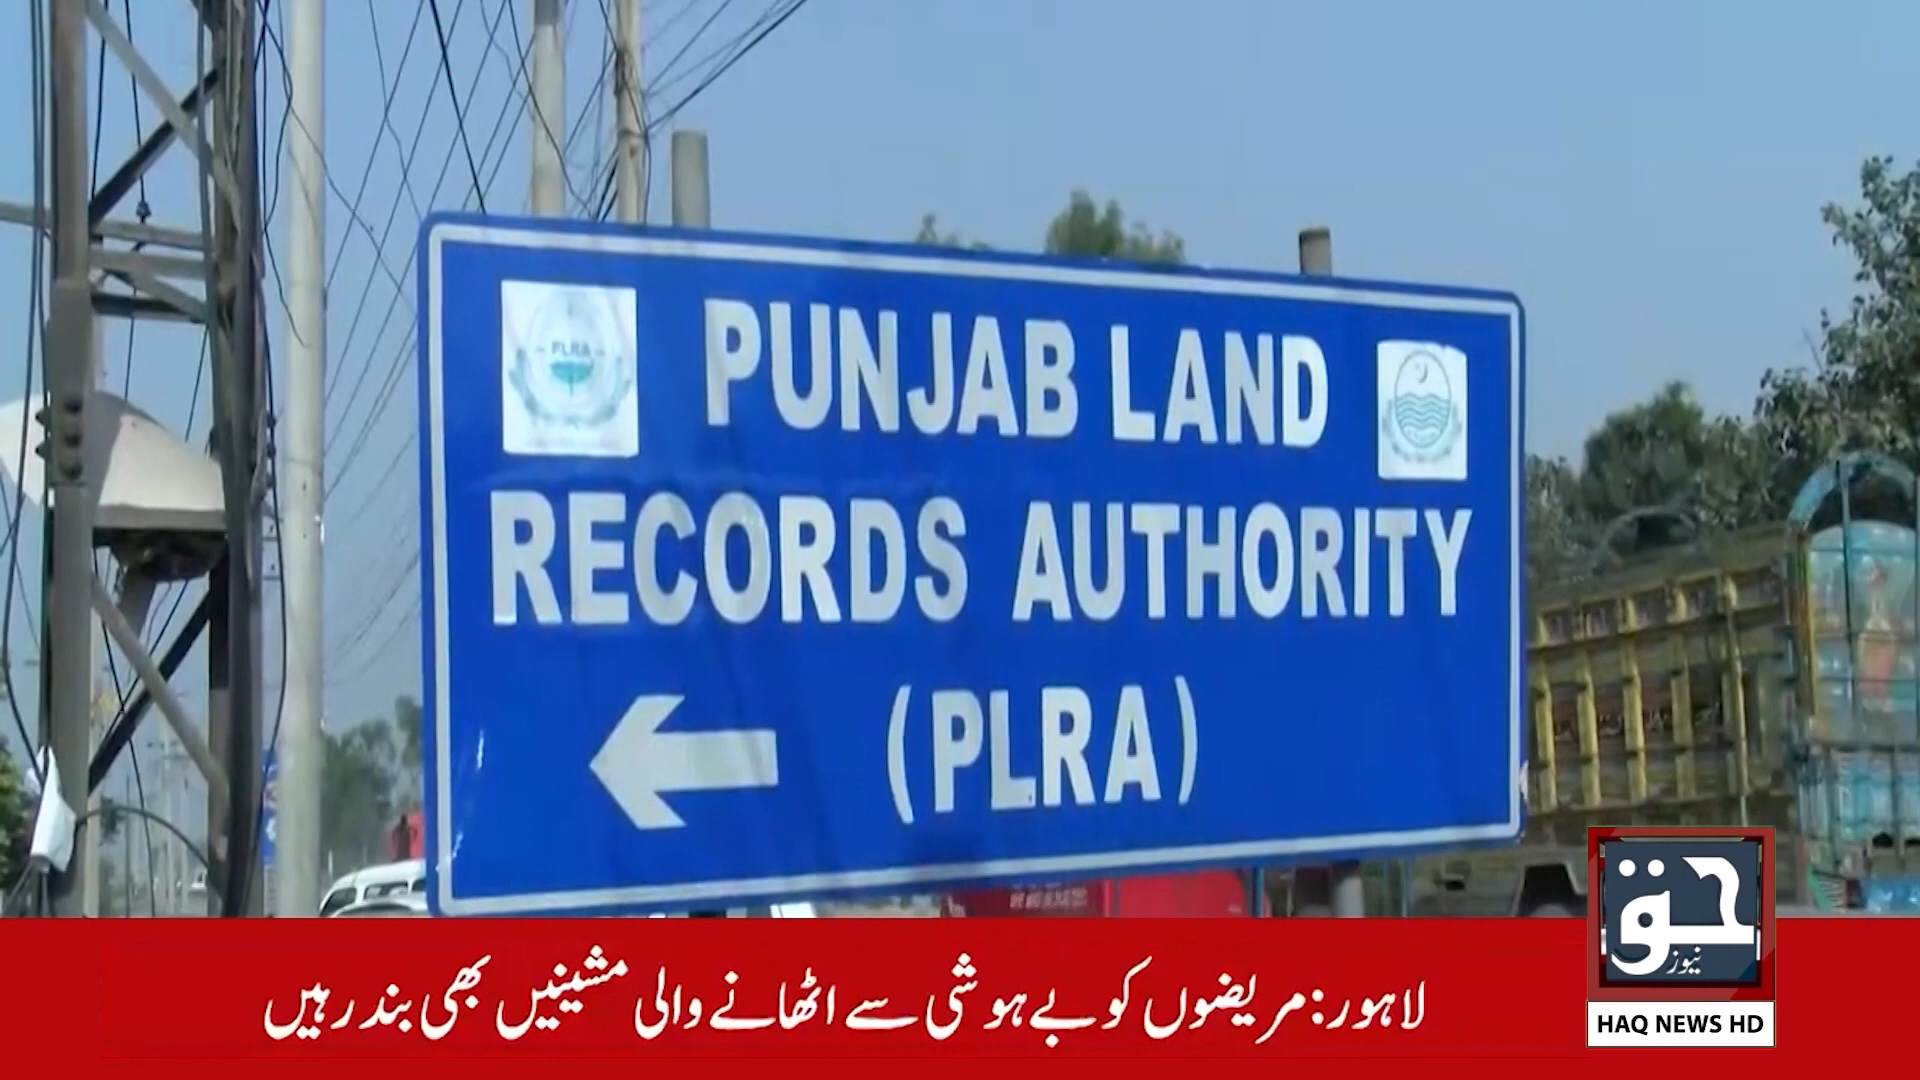 PLRA
PUNJAB LAND
RECORDS AUTHORITY
(PLRA)
حق
نیوز
HAQ NEWS HD
لاہور: مریضوں کو بے ہوشی سے اٹھانے والی مشینیں بھی بند رہیں